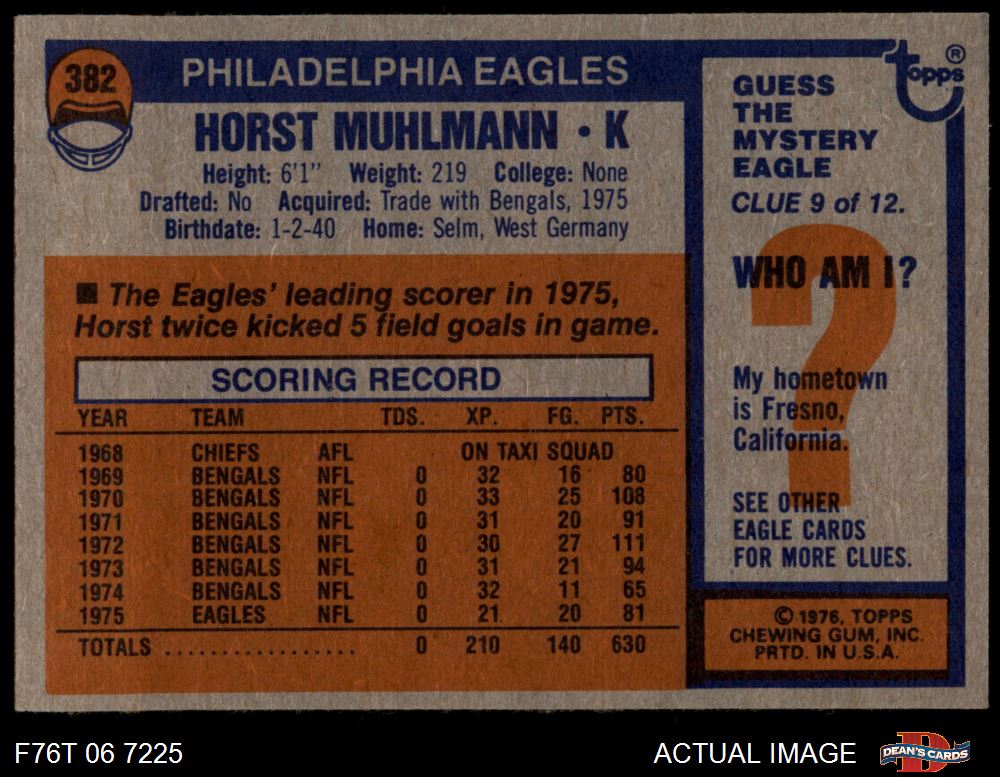 382
PHILADELPHIA EAGLES
HORST MUHLMANN • K
Height: 6'1" Weight: 219 College: None
Drafted: No Acquired: Trade with Bengals, 1975
Birthdate: 1-2-40 Home: Selm, West Germany
■ The Eagles' leading scorer in 1975,
Horst twice kicked 5 field goals in game.
SCORING RECORD
YEAR TEAM TDS. XP. FG. PTS.
1968 CHIEFS AFL ON TAXI SQUAD
1969 BENGALS NFL 0 32 16 80
1970 BENGALS NFL 0 33 25 108
1971 BENGALS NFL 0 31 20 91
1972 BENGALS NFL 0 30 27 111
1973 BENGALS NFL 0 31 21 94
1974 BENGALS NFL 0 32 11 65
1975 EAGLES NFL 0 21 20 81
TOTALS .................. 0 210 140 630
topps ®
GUESS
THE
MYSTERY
EAGLE
CLUE 9 of 12.
WHO AM I?
?
My hometown
is Fresno,
California.
SEE OTHER
EAGLE CARDS
FOR MORE CLUES.
© 1976, TOPPS
CHEWING GUM, INC.
PRTD. IN U.S.A.
F76T 06 7225
ACTUAL IMAGE
D
DEAN'S CARDS